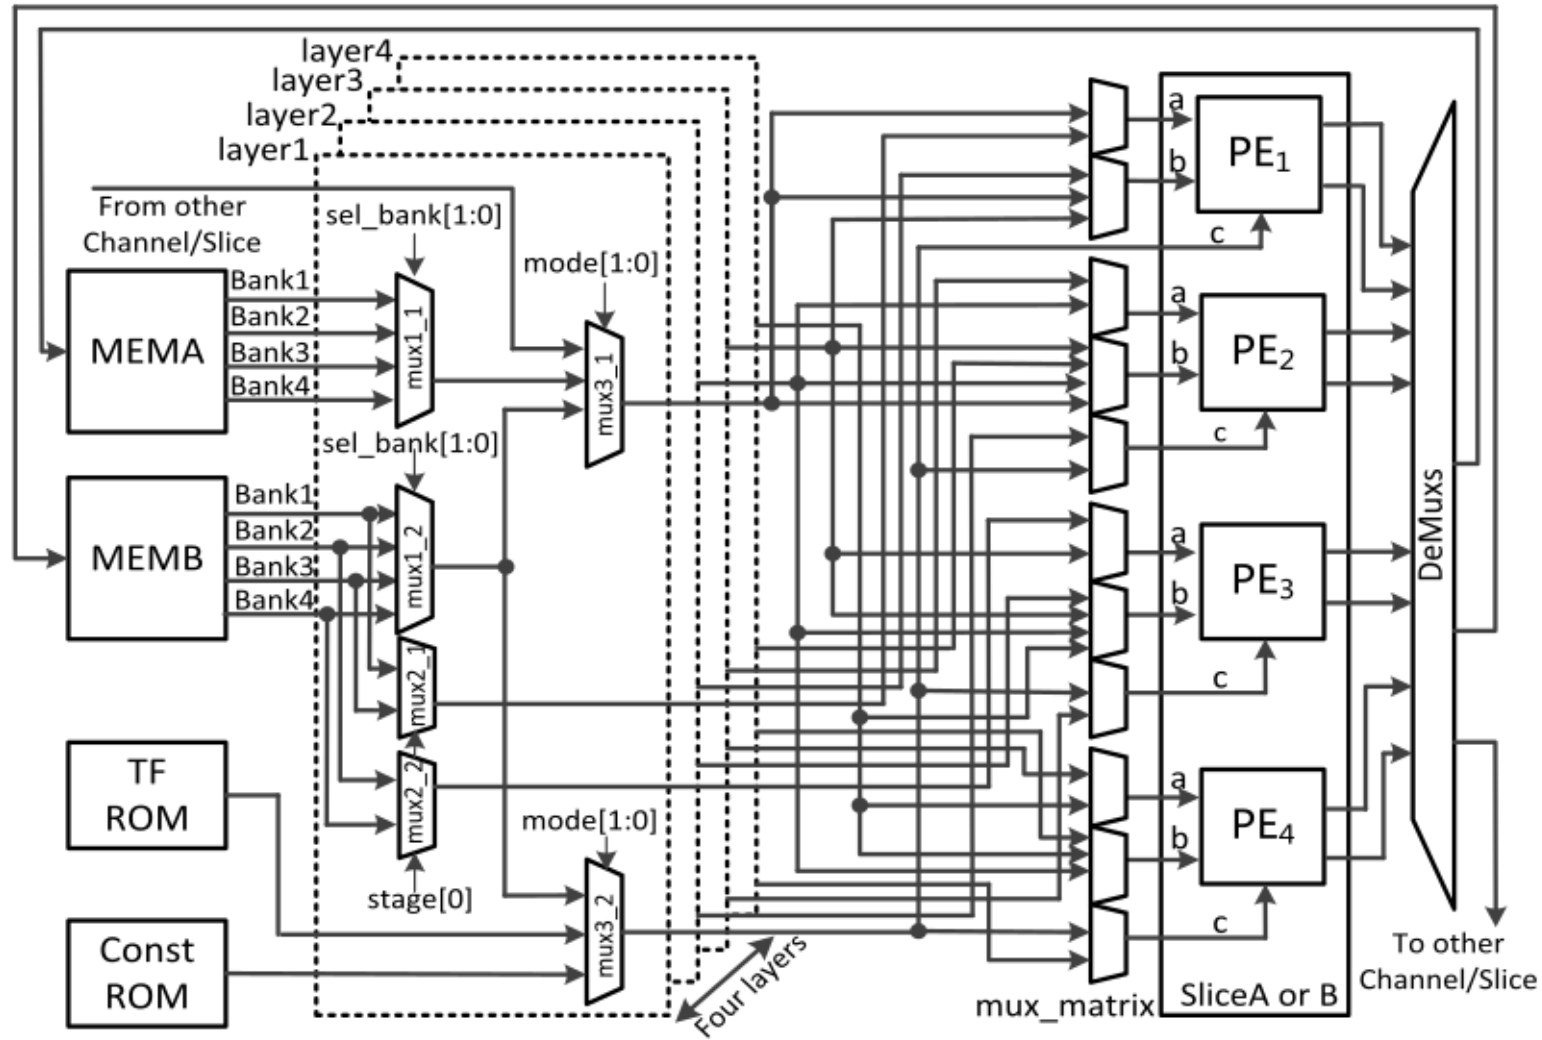 layer4
layer3
layer2
layer1
From other
Channel/Slice
sel_bank[1:0]
mode[1:0]
MEMA
Bank1
Bank2
Bank3
Bank4
mux1_1
mux3_1
sel_bank[1:0]
MEMB
Bank1
Bank2
Bank3
Bank4
mux1_2
mux2_1
mux2_2
stage[0]
TF
ROM
mode[1:0]
mux3_2
Const
ROM
Four layers
a
b
c
PE1
a
b
c
PE2
a
b
c
PE3
a
b
c
PE4
mux_matrix
SliceA or B
DeMuxs
To other
Channel/Slice